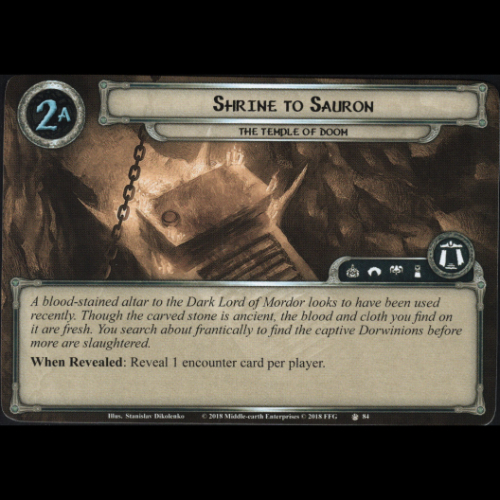 2A
Shrine to Sauron
The Temple of Doom
A blood-stained altar to the Dark Lord of Mordor looks to have been used
recently. Though the carved stone is ancient, the blood and cloth you find on
it are fresh. You search about frantically to find the captive Dorwinions before
more are slaughtered.
When Revealed: Reveal 1 encounter card per player.
Illus. Stanislav Dikolenko © 2018 Middle-earth Enterprises © 2018 FFG 84